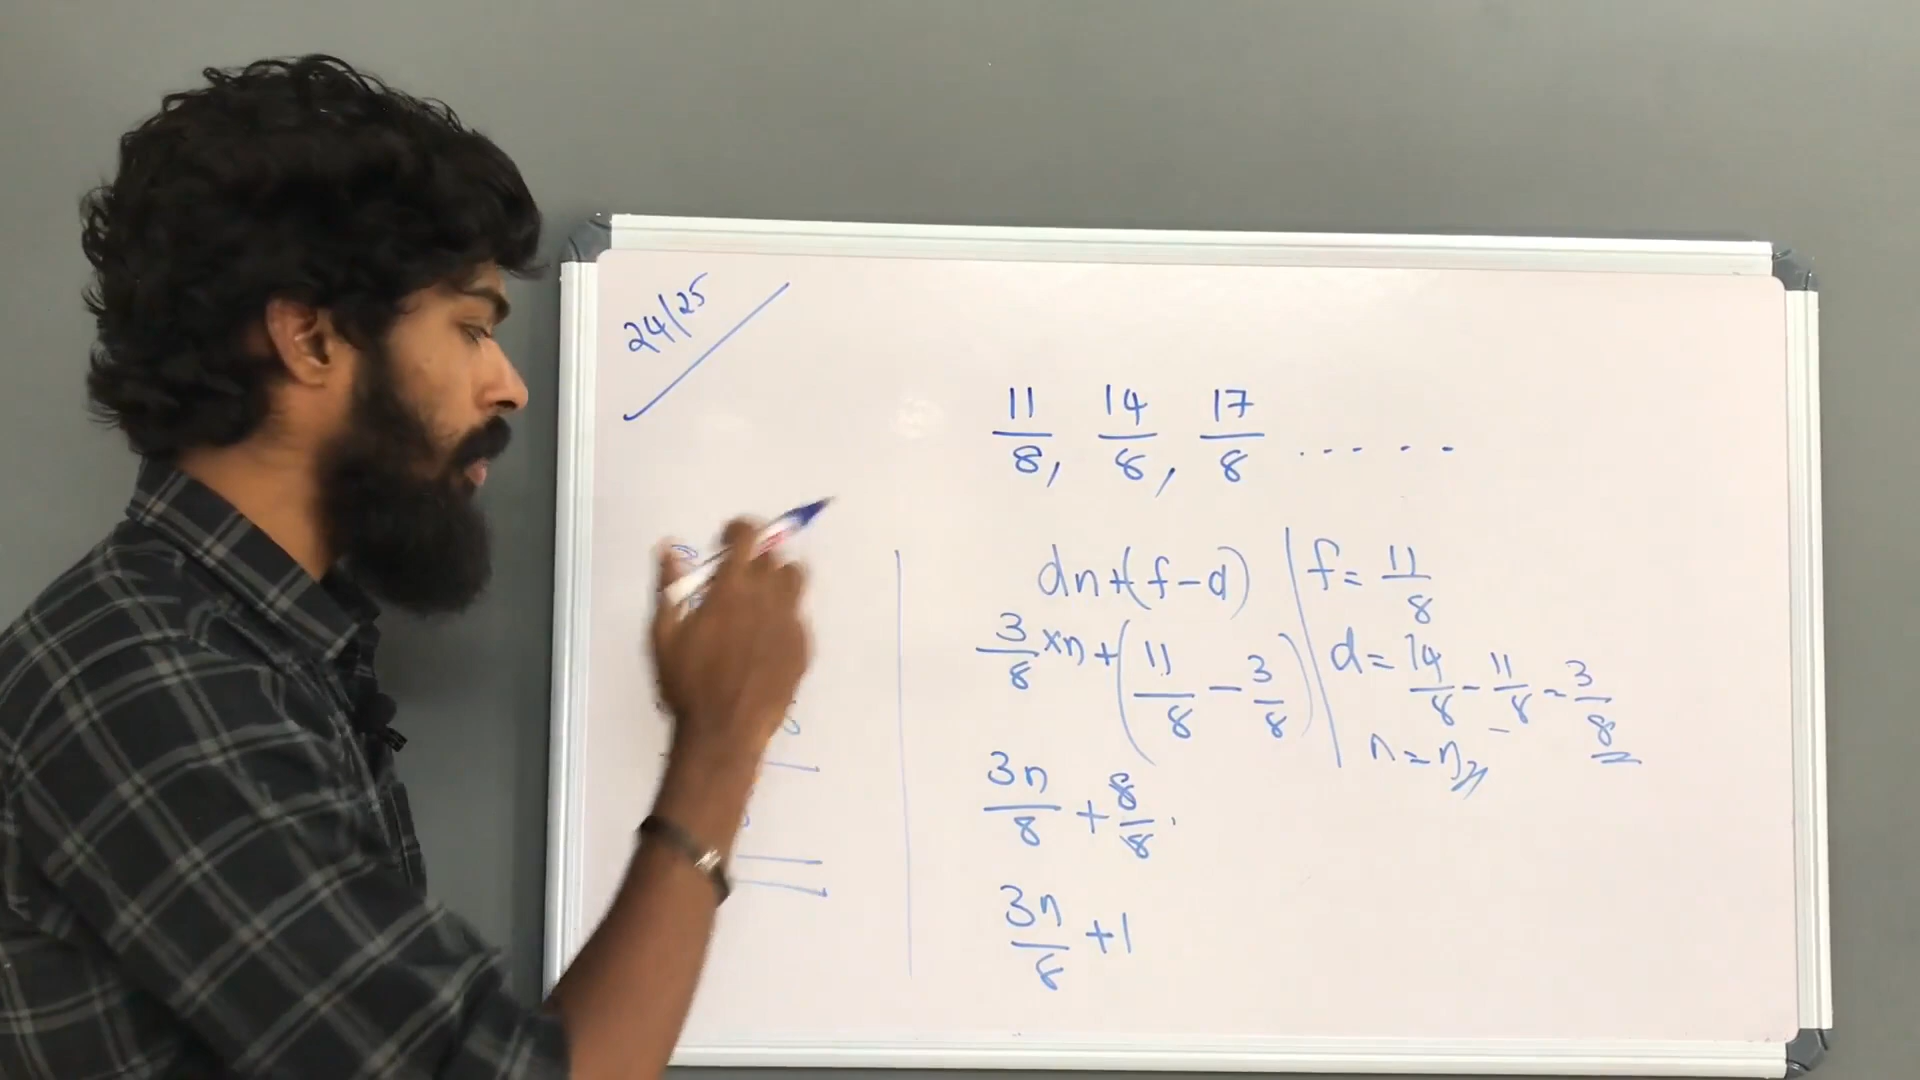 24/25
11/8, 14/8, 17/8 .....
dn+(f-d)
3/8 ×n+(11/8 - 3/8)
3n/8 + 8/8
3n/8 +1
f= 11/8
d= 14/8 - 11/8 = 3/8
n=n